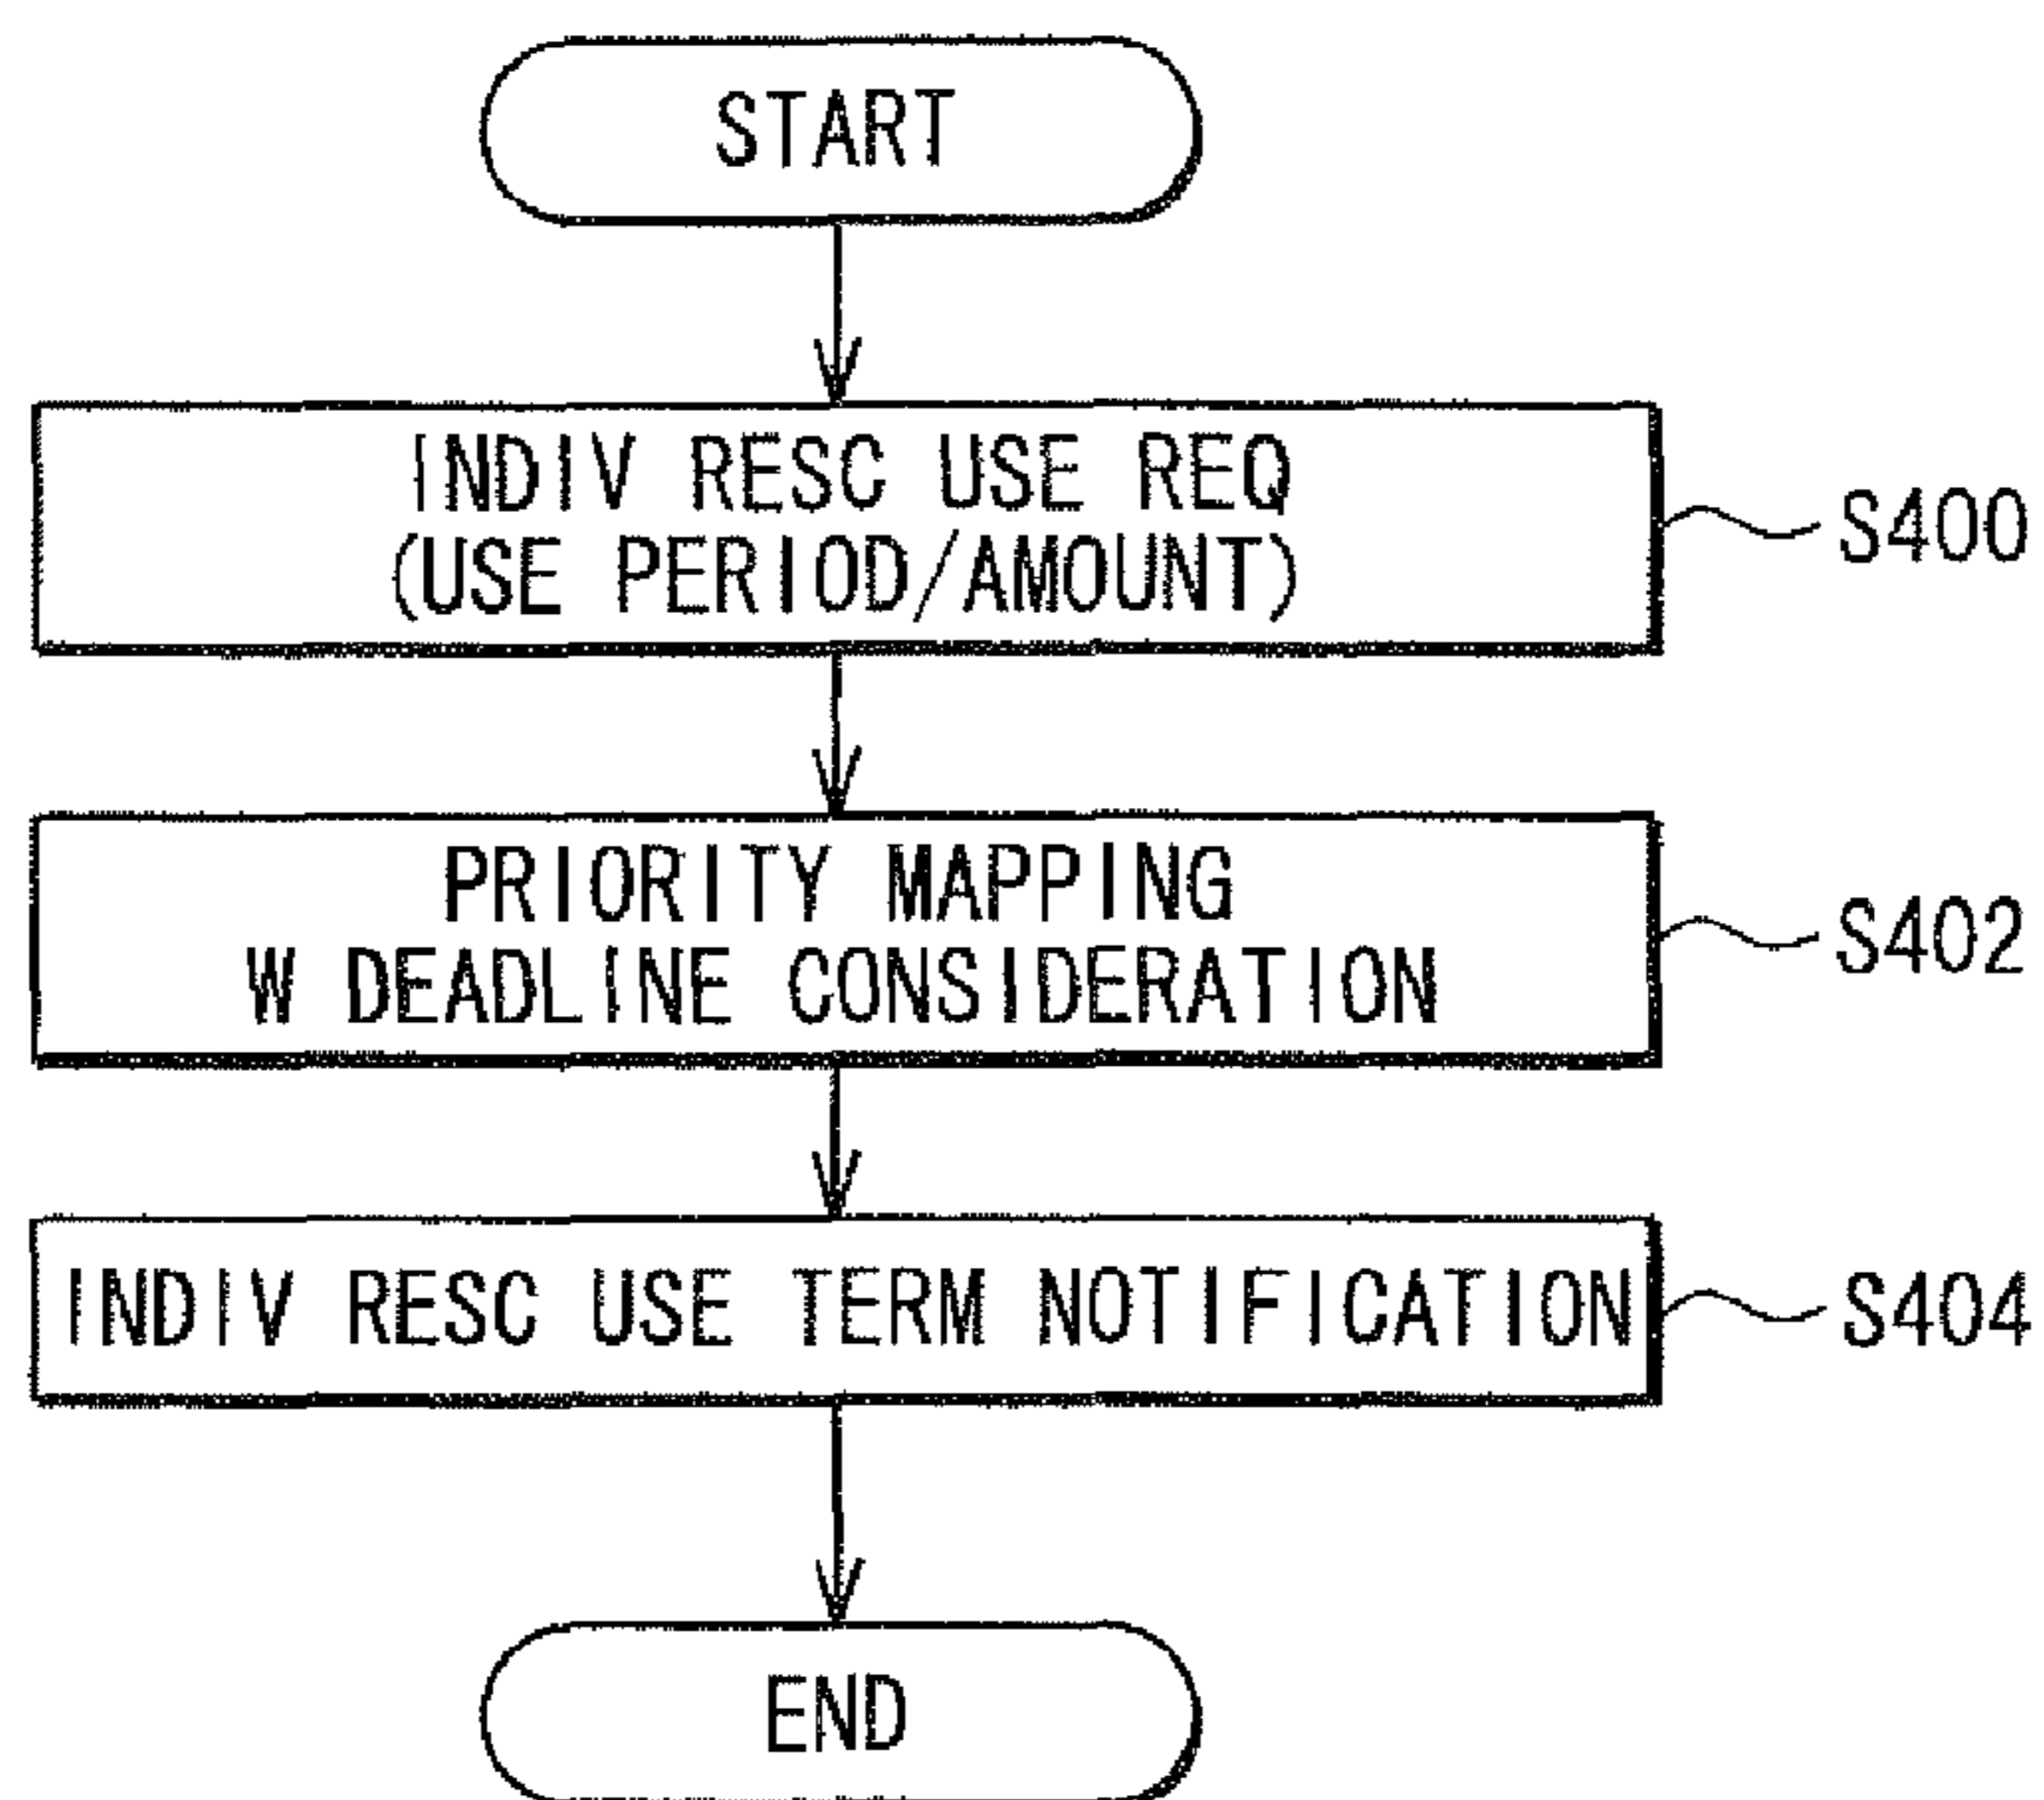 START
INDIV RESC USE REQ
(USE PERIOD/AMOUNT)
S400
PRIORITY MAPPING
W DEADLINE CONSIDERATION
S402
INDIV RESC USE TERM NOTIFICATION
S404
END